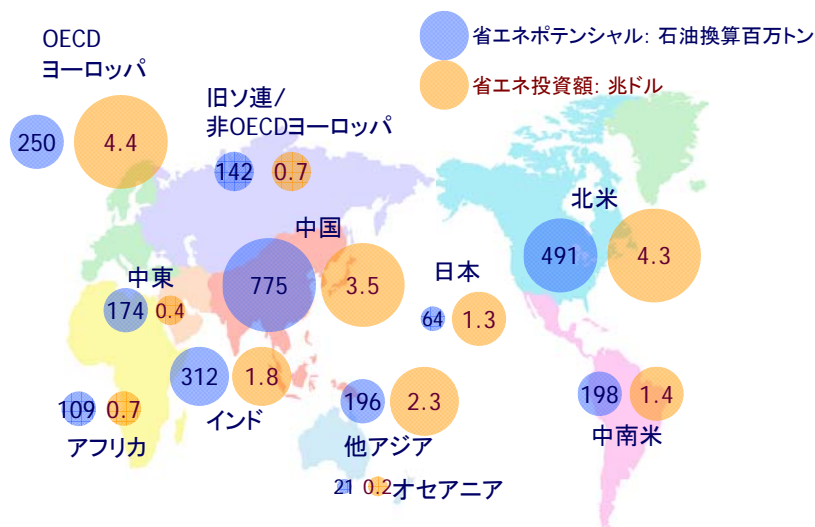 省エネポテンシャル: 石油換算百万トン
省エネ投資額: 兆ドル
OECD
ヨーロッパ
250 4.4
旧ソ連/
非OECDヨーロッパ
142 0.7
中国
775 3.5
北米
491 4.3
中東
174 0.4
日本
64 1.3
312 1.8
インド
109 0.7
アフリカ
196 2.3
他アジア
198 1.4
中南米
21 0.2 オセアニア